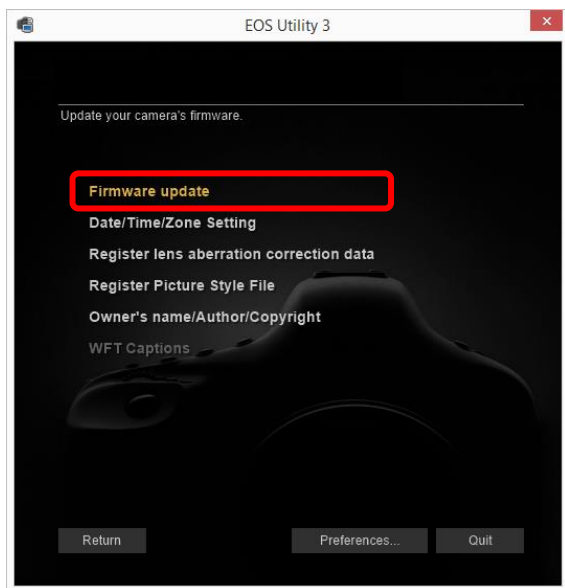 EOS Utility 3
Update your camera's firmware.
Firmware update
Date/Time/Zone Setting
Register lens aberration correction data
Register Picture Style File
Owner's name/Author/Copyright
WFT Captions
Return Preferences... Quit